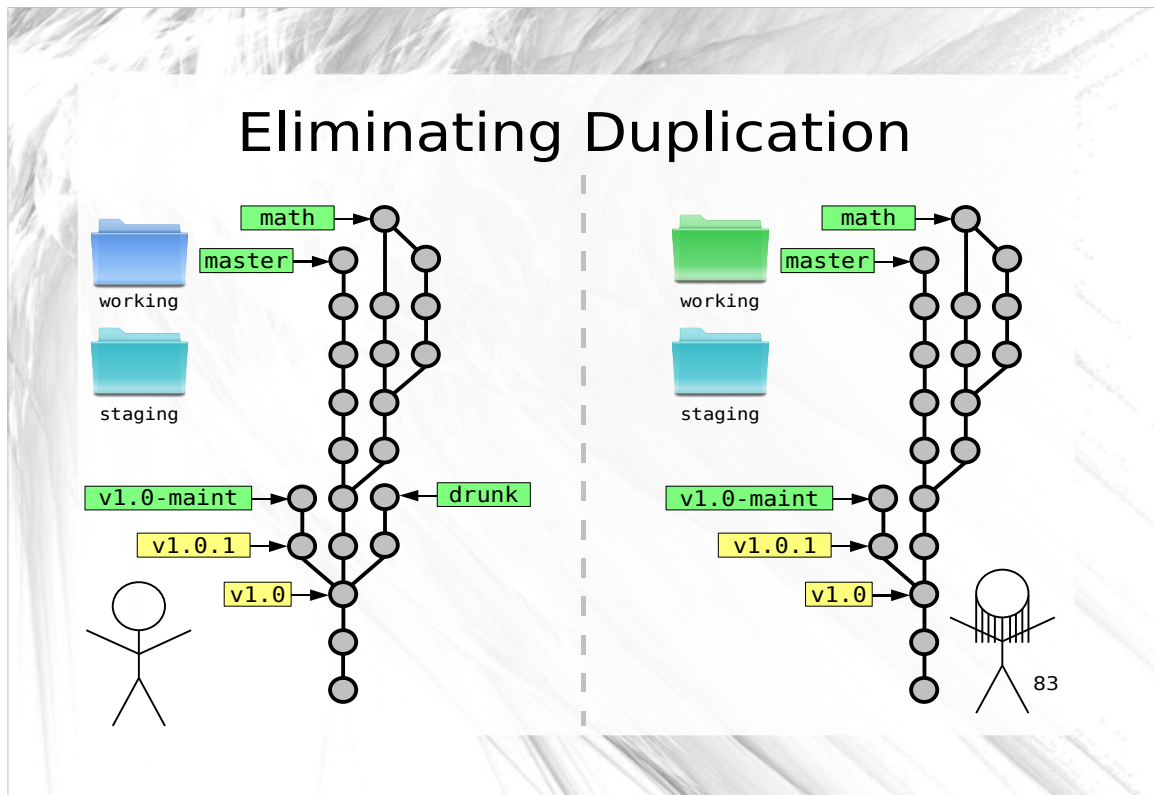 Eliminating Duplication
math
master
working
staging
v1.0-maint
drunk
v1.0.1
v1.0
math
master
working
staging
v1.0-maint
v1.0.1
v1.0
83